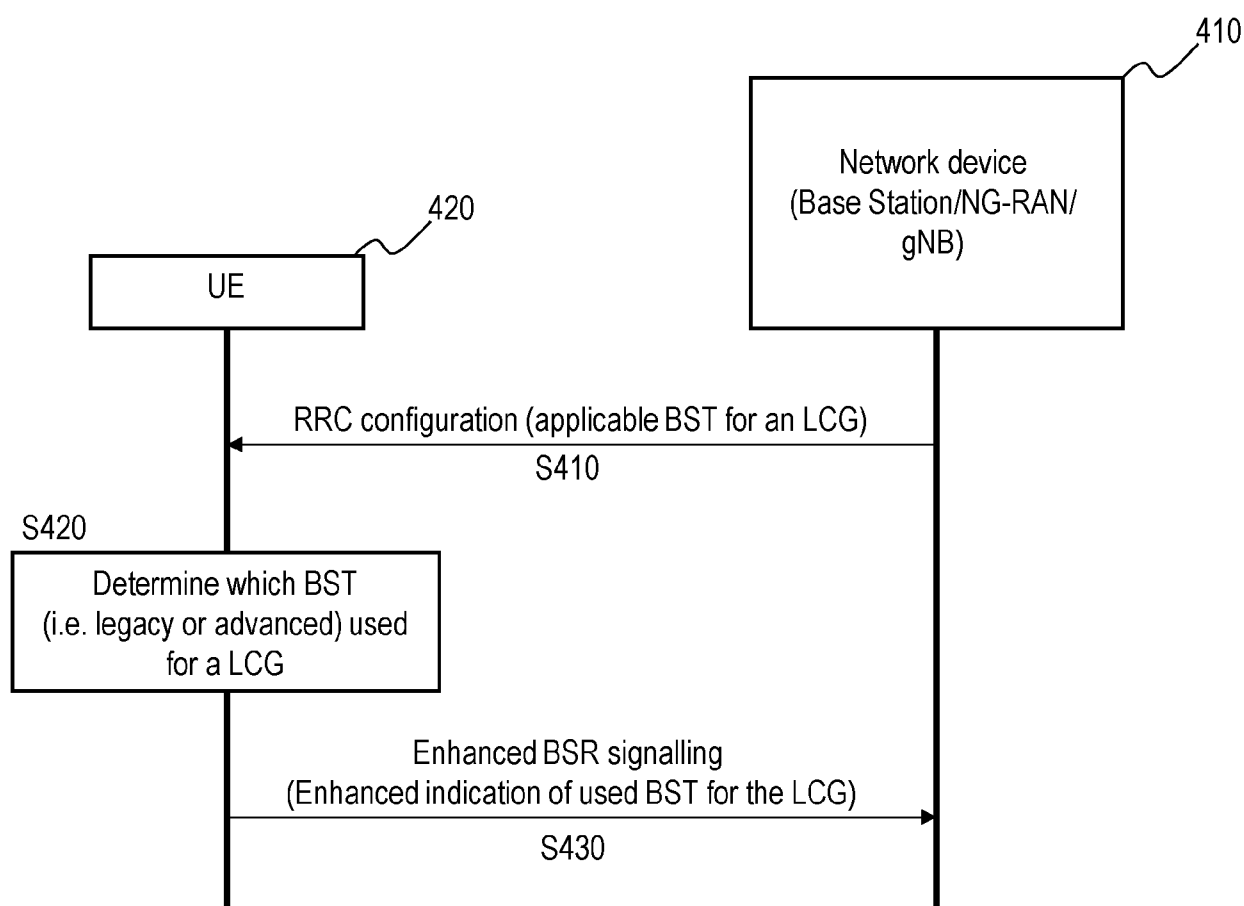 410
Network device
(Base Station/NG-RAN/
gNB)
420
UE
RRC configuration (applicable BST for an LCG)
S410
S420
Determine which BST
(i.e. legacy or advanced) used
for a LCG
Enhanced BSR signalling
(Enhanced indication of used BST for the LCG)
S430